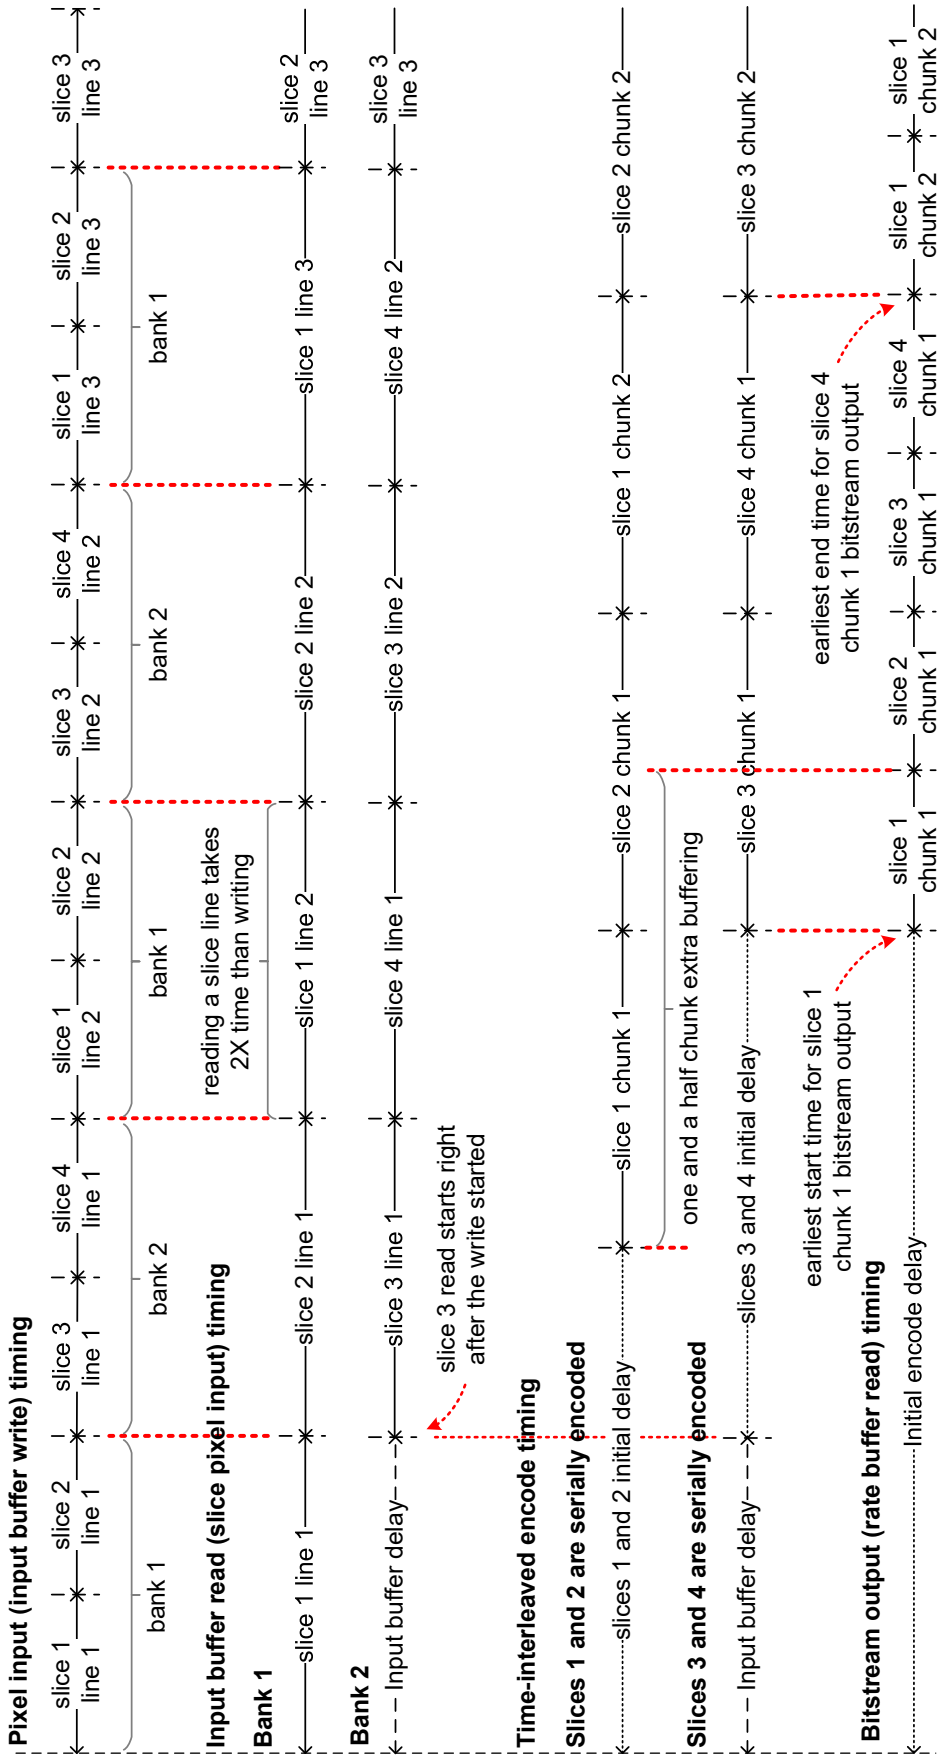 Pixel input (input buffer write) timing
slice 1
line 1
slice 2
line 1
slice 3
line 1
slice 4
line 1
slice 1
line 2
slice 2
line 2
slice 3
line 2
slice 4
line 2
slice 1
line 3
slice 2
line 3
slice 3
line 3
bank 1
bank 2
bank 1
bank 2
bank 1
Input buffer read (slice pixel input) timing
reading a slice line takes
2X time than writing
Bank 1
slice 1 line 1
slice 2 line 1
slice 1 line 2
slice 2 line 2
slice 1 line 3
slice 2
line 3
Bank 2
Input buffer delay
slice 3 line 1
slice 4 line 1
slice 3 line 2
slice 4 line 2
slice 3
line 3
slice 3 read starts right
after the write started
Time-interleaved encode timing
Slices 1 and 2 are serially encoded
slices 1 and 2 initial delay
slice 1 chunk 1
slice 2 chunk 1
slice 1 chunk 2
slice 2 chunk 2
one and a half chunk extra buffering
Slices 3 and 4 are serially encoded
Input buffer delay
slices 3 and 4 initial delay
slice 3 chunk 1
slice 4 chunk 1
slice 3 chunk 2
earliest start time for slice 1
chunk 1 bitstream output
earliest end time for slice 4
chunk 1 bitstream output
Bitstream output (rate buffer read) timing
Initial encode delay
slice 1
chunk 1
slice 2
chunk 1
slice 3
chunk 1
slice 4
chunk 1
slice 1
chunk 2
slice 1
chunk 2